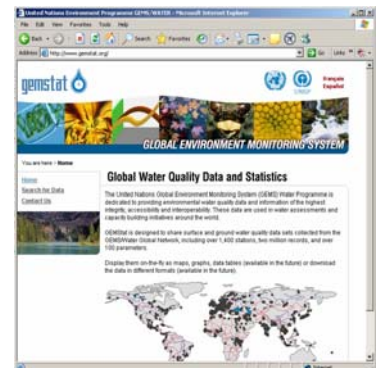 United Nations Environment Programme GEMS/WATER - Microsoft Internet Explorer
File Edit View Favorites Tools Help
Back Search Favorites
Address http://www.gemstat.org/ Go Links
gemstat UNEP Français
Español
GLOBAL ENVIRONMENT MONITORING SYSTEM
You are here > Home
Home
Search for Data
Contact Us
Global Water Quality Data and Statistics
The United Nations Global Environment Monitoring System (GEMS) Water Programme is
dedicated to providing environmental water quality data and information of the highest
integrity, accessibility and interoperability. These data are used in water assessments and
capacity building initiatives around the world.
GEMStat is designed to share surface and ground water quality data sets collected from the
GEMS/Water Global Network, including over 1,400 stations, two million records, and over
100 parameters.
Display them on-the-fly as maps, graphs, data tables (available in the future) or download
the data in different formats (available in the future).
Internet